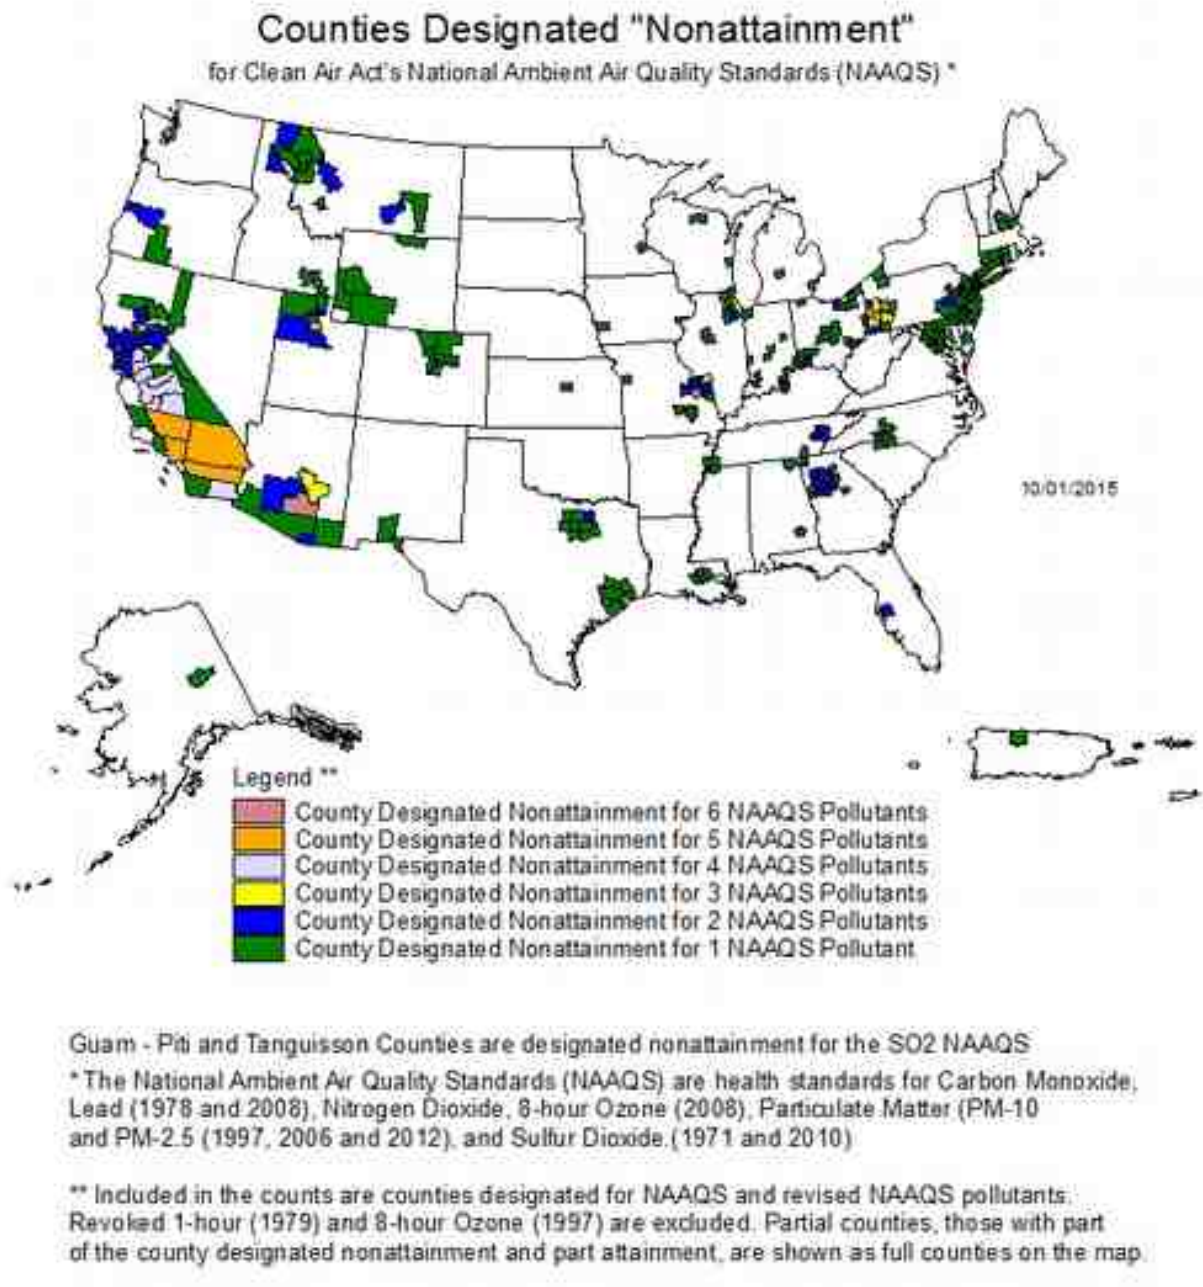 Counties Designated "Nonattainment"
for Clean Air Act's National Ambient Air Quality Standards (NAAQS) *
10/01/2015
Legend **
County Designated Nonattainment for 6 NAAQS Pollutants
County Designated Nonattainment for 5 NAAQS Pollutants
County Designated Nonattainment for 4 NAAQS Pollutants
County Designated Nonattainment for 3 NAAQS Pollutants
County Designated Nonattainment for 2 NAAQS Pollutants
County Designated Nonattainment for 1 NAAQS Pollutant
Guam - Piti and Tanguisson Counties are designated nonattainment for the SO2 NAAQS
* The National Ambient Air Quality Standards (NAAQS) are health standards for Carbon Monoxide,
Lead (1978 and 2008), Nitrogen Dioxide, 8-hour Ozone (2008), Particulate Matter (PM-10
and PM-2.5 (1997, 2006 and 2012), and Sulfur Dioxide.(1971 and 2010)
** Included in the counts are counties designated for NAAQS and revised NAAQS pollutants.
Revoked 1-hour (1979) and 8-hour Ozone (1997) are excluded. Partial counties, those with part
of the county designated nonattainment and part attainment, are shown as full counties on the map.